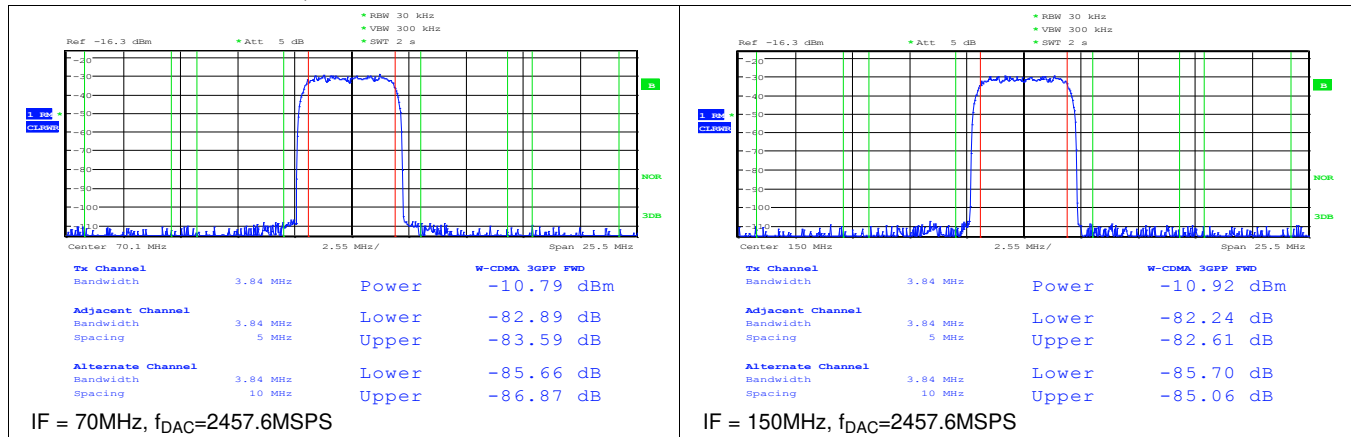 * RBW 30 kHz
* VBW 300 kHz
Ref -16.3 dBm * Att 5 dB * SWT 2 s
-20
-30
B
-40
1 RM *
-50
CLRWR
-60
-70
-80
NOR
-90
-100
3DB
-110
Center 70.1 MHz 2.55 MHz/ Span 25.5 MHz
Tx Channel W-CDMA 3GPP FWD
Bandwidth 3.84 MHz Power -10.79 dBm
Adjacent Channel
Bandwidth 3.84 MHz Lower -82.89 dB
Spacing 5 MHz Upper -83.59 dB
Alternate Channel
Bandwidth 3.84 MHz Lower -85.66 dB
Spacing 10 MHz Upper -86.87 dB
IF = 70MHz, fDAC=2457.6MSPS
* RBW 30 kHz
* VBW 300 kHz
Ref -16.3 dBm * Att 5 dB * SWT 2 s
-20
-30
B
-40
1 RM *
-50
CLRWR
-60
-70
-80
NOR
-90
-100
3DB
-110
Center 150 MHz 2.55 MHz/ Span 25.5 MHz
Tx Channel W-CDMA 3GPP FWD
Bandwidth 3.84 MHz Power -10.92 dBm
Adjacent Channel
Bandwidth 3.84 MHz Lower -82.24 dB
Spacing 5 MHz Upper -82.61 dB
Alternate Channel
Bandwidth 3.84 MHz Lower -85.70 dB
Spacing 10 MHz Upper -85.06 dB
IF = 150MHz, fDAC=2457.6MSPS